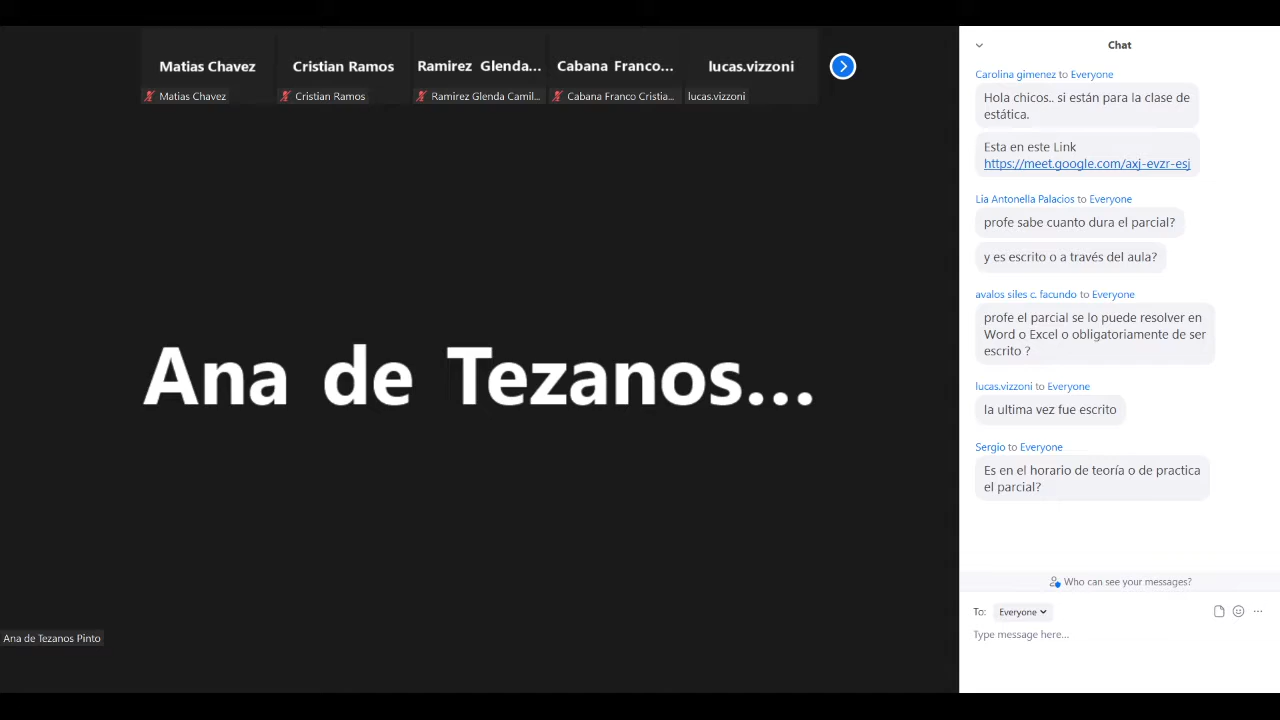 Matias Chavez
Cristian Ramos
Ramirez Glenda...
Cabana Franco...
lucas.vizzoni
Matias Chavez
Cristian Ramos
Ramirez Glenda Camil...
Cabana Franco Cristia...
lucas.vizzoni
Ana de Tezanos...
Ana de Tezanos Pinto
Chat
Carolina gimenez to Everyone
Hola chicos.. si están para la clase de
estática.
Esta en este Link
https://meet.google.com/axj-evzr-esj
Lia Antonella Palacios to Everyone
profe sabe cuanto dura el parcial?
y es escrito o a través del aula?
avalos siles c. facundo to Everyone
profe el parcial se lo puede resolver en
Word o Excel o obligatoriamente de ser
escrito ?
lucas.vizzoni to Everyone
la ultima vez fue escrito
Sergio to Everyone
Es en el horario de teoría o de practica
el parcial?
Who can see your messages?
To: Everyone
Type message here...